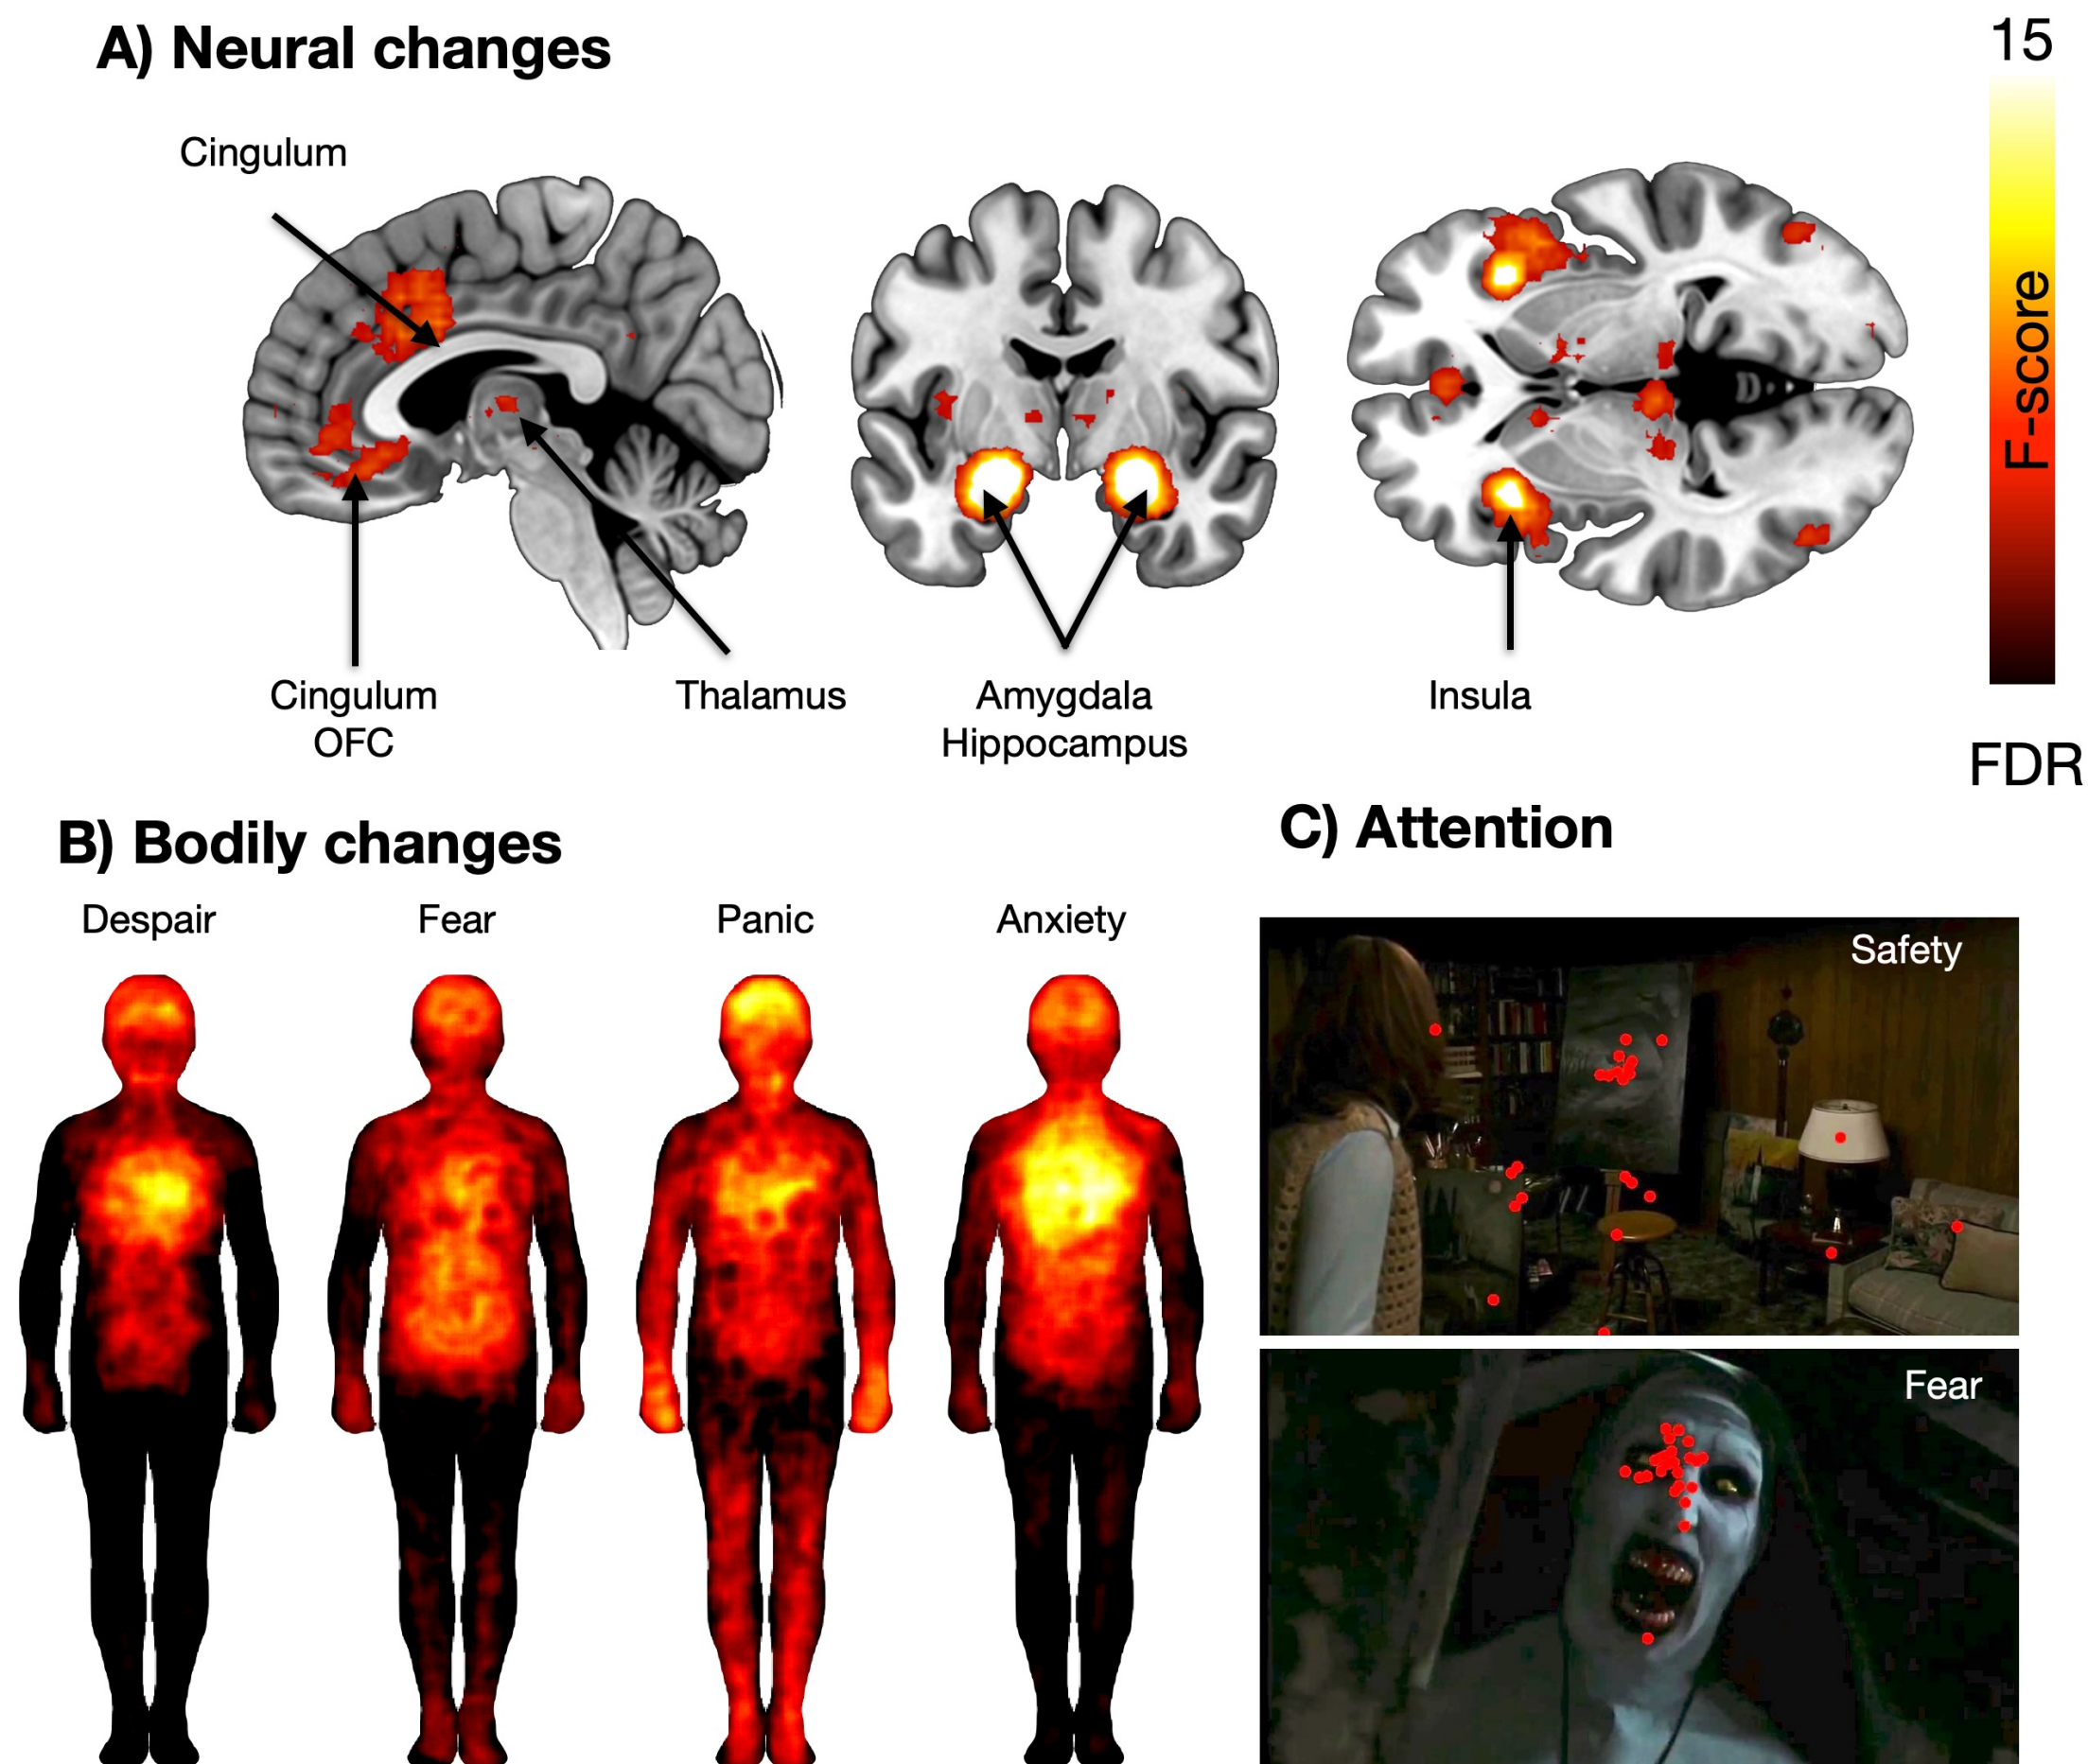 A) Neural changes
15
Cingulum
F-score
Cingulum
OFC
Thalamus
Amygdala
Hippocampus
Insula
FDR
B) Bodily changes
C) Attention
Despair
Fear
Panic
Anxiety
Safety
Fear